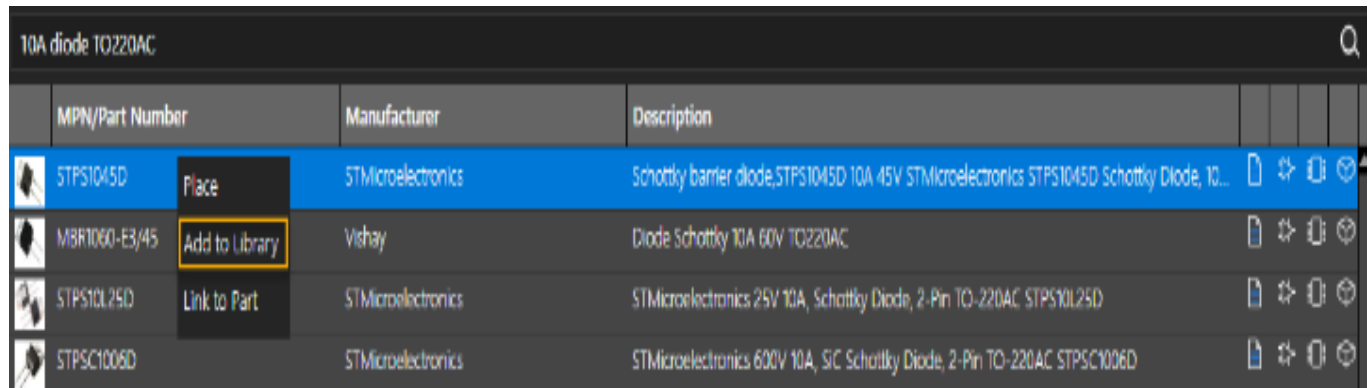 10A diode TO220AC
MPN/Part Number Manufacturer Description
STPS1045D STMicroelectronics Schottky barrier diode,STPS1045D 10A 45V STMicroelectronics STPS1045D Schottky Diode, 10...
Place
MBR1060-E3/45 Vishay Diode Schottky 10A 60V TO220AC
Add to Library
STPS10L25D STMicroelectronics STMicroelectronics 25V 10A, Schottky Diode, 2-Pin TO-220AC STPS10L25D
Link to Part
STPSC1006D STMicroelectronics STMicroelectronics 600V 10A, SiC Schottky Diode, 2-Pin TO-220AC STPSC1006D